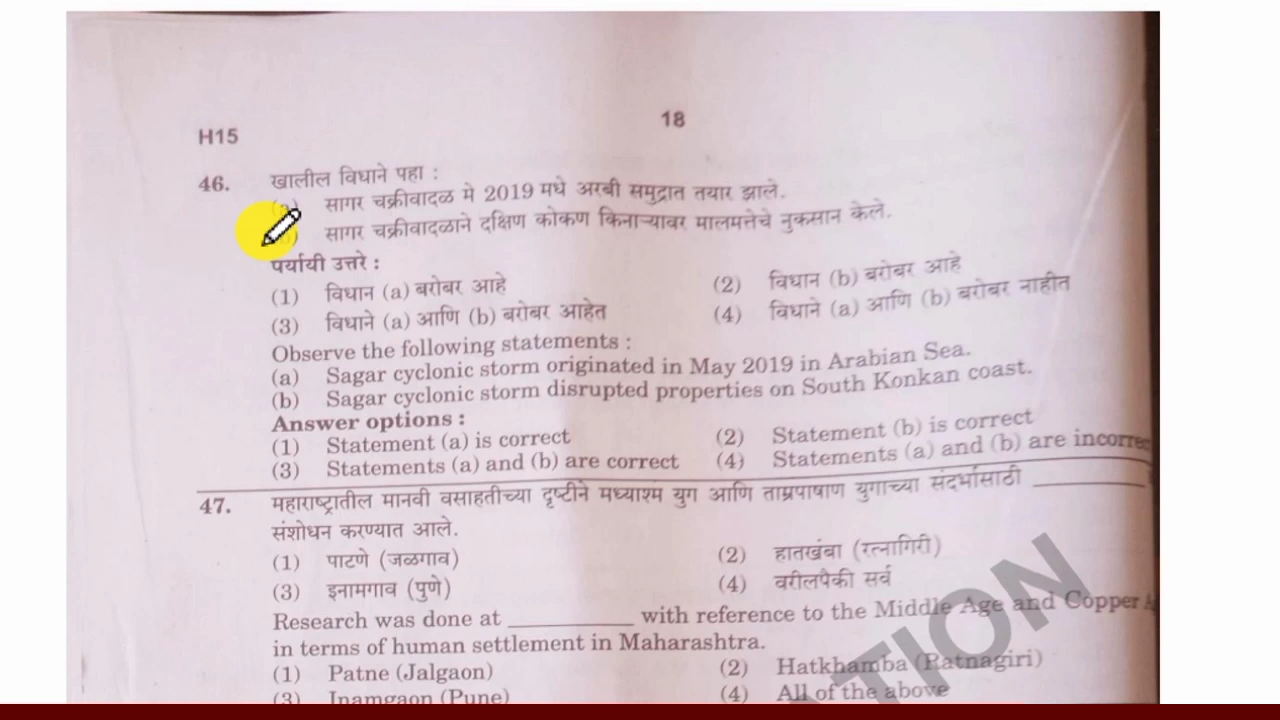 H15
18
46. खालील विधाने पहा :
सागर चक्रीवादळ मे 2019 मधे अरबी समुद्रात तयार झाले.
सागर चक्रीवादळाने दक्षिण कोकण किनाऱ्यावर मालमत्तेचे नुकसान केले.
पर्यायी उत्तरे :
(1) विधान (a) बरोबर आहे (2) विधान (b) बरोबर आहे
(3) विधाने (a) आणि (b) बरोबर आहेत (4) विधाने (a) आणि (b) बरोबर नाहीत
Observe the following statements :
(a) Sagar cyclonic storm originated in May 2019 in Arabian Sea.
(b) Sagar cyclonic storm disrupted properties on South Konkan coast.
Answer options :
(1) Statement (a) is correct (2) Statement (b) is correct
(3) Statements (a) and (b) are correct (4) Statements (a) and (b) are incorrec
47. महाराष्ट्रातील मानवी वसाहतीच्या दृष्टीने मध्याश्म युग आणि ताम्रपाषाण युगाच्या संदर्भासाठी ________
संशोधन करण्यात आले.
(1) पाटणे (जळगाव) (2) हातखंबा (रत्नागिरी)
(3) इनामगाव (पुणे) (4) वरीलपैकी सर्व
Research was done at ________ with reference to the Middle Age and Copper A
in terms of human settlement in Maharashtra.
(1) Patne (Jalgaon) (2) Hatkhamba (Ratnagiri)
(3) Inamgaon (Pune) (4) All of the above